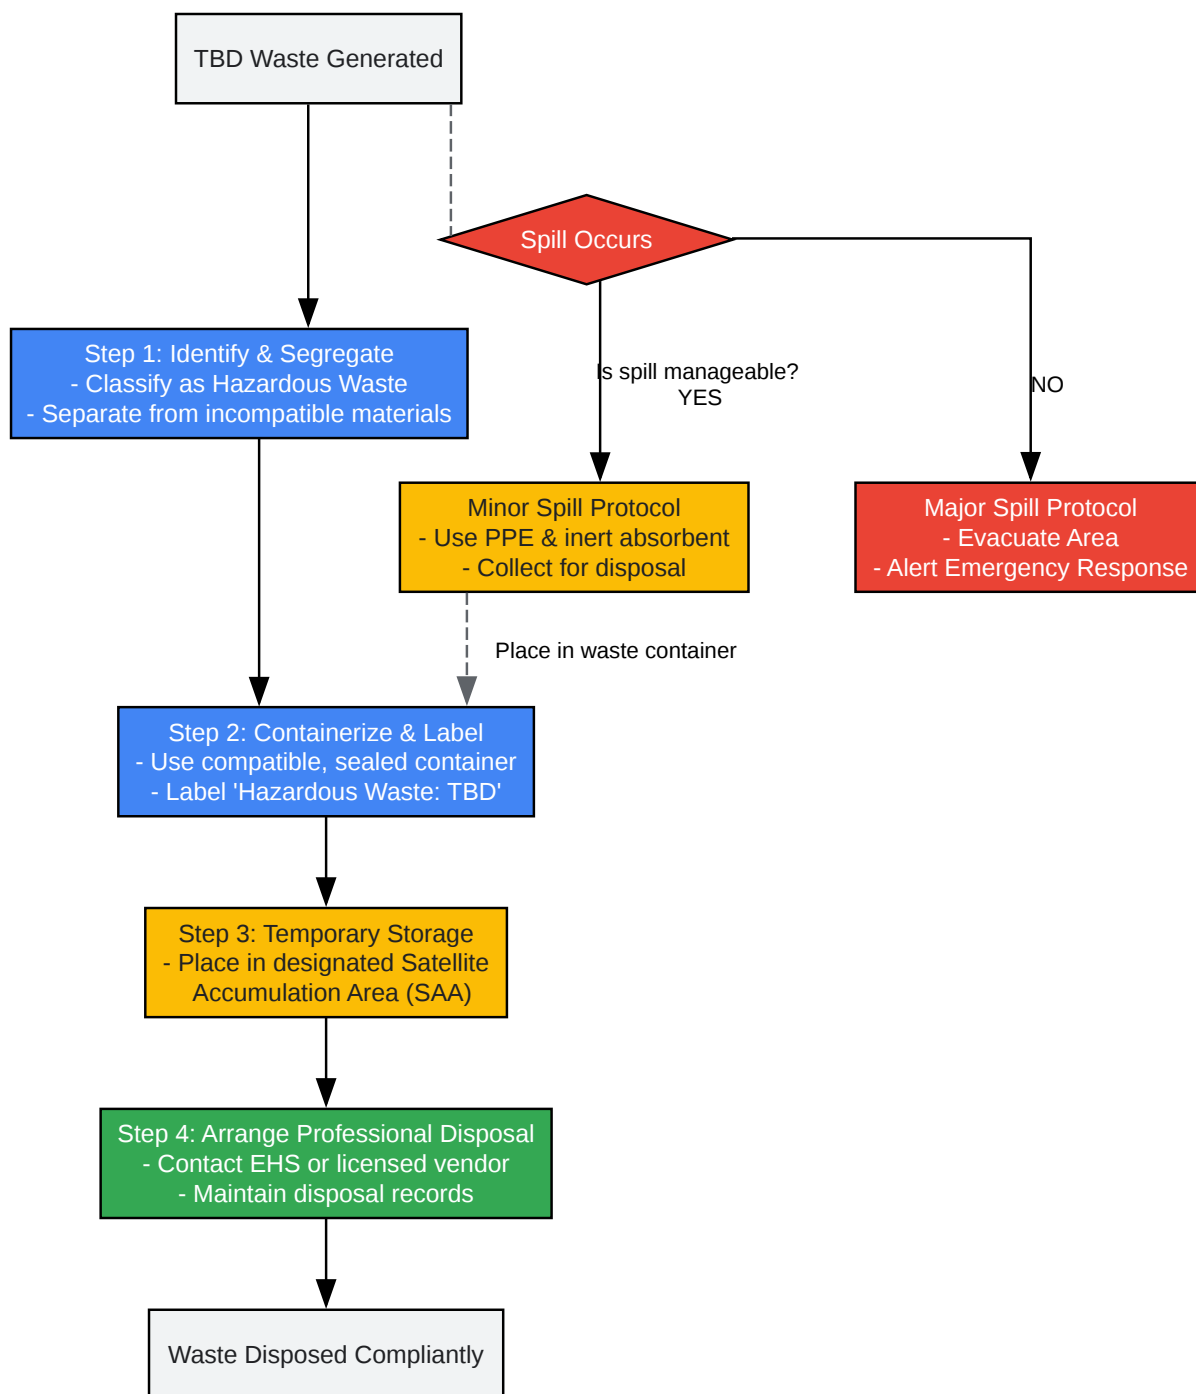 TBD Waste Generated
Spill Occurs
Step 1: Identify & Segregate
- Classify as Hazardous Waste
- Separate from incompatible materials
Is spill manageable?
YES
NO
Minor Spill Protocol
- Use PPE & inert absorbent
- Collect for disposal
Major Spill Protocol
- Evacuate Area
- Alert Emergency Response
Place in waste container
Step 2: Containerize & Label
- Use compatible, sealed container
- Label 'Hazardous Waste: TBD'
Step 3: Temporary Storage
- Place in designated Satellite
Accumulation Area (SAA)
Step 4: Arrange Professional Disposal
- Contact EHS or licensed vendor
- Maintain disposal records
Waste Disposed Compliantly